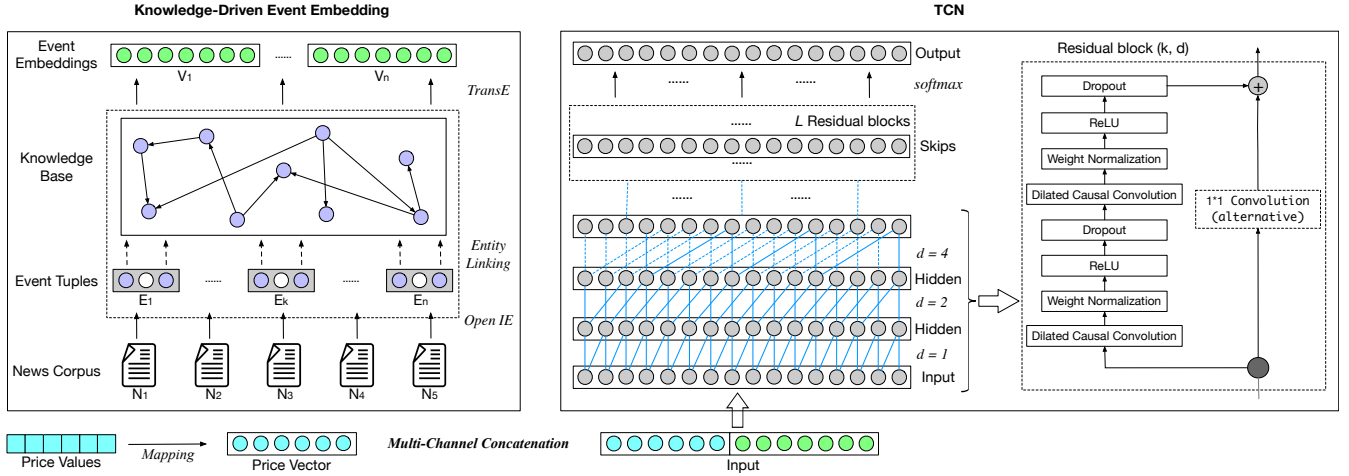 Knowledge-Driven Event Embedding
Event
Embeddings
......
V1
Vn
TransE
Knowledge
Base
Entity
Linking
Event Tuples
......
......
E1
Ek
En
Open IE
News Corpus
N1
N2
N3
N4
N5
Price Values
Mapping
Price Vector
Multi-Channel Concatenation
Input
TCN
Output
......
......
softmax
......
L Residual blocks
Skips
......
......
......
d = 4
Hidden
d = 2
Hidden
d = 1
Input
Residual block (k, d)
Dropout
+
ReLU
Weight Normalization
Dilated Causal Convolution
1*1 Convolution
(alternative)
Dropout
ReLU
Weight Normalization
Dilated Causal Convolution